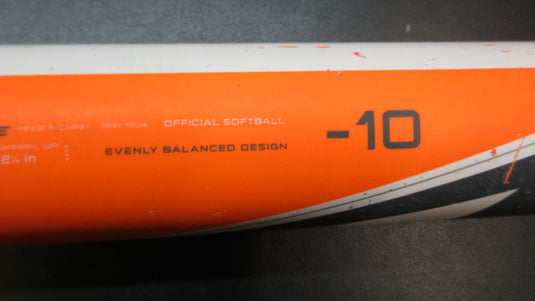 MADE IN CHINA OFFICIAL SOFTBALL
-10
BARREL DIA
EVENLY BALANCED DESIGN
2¼ in